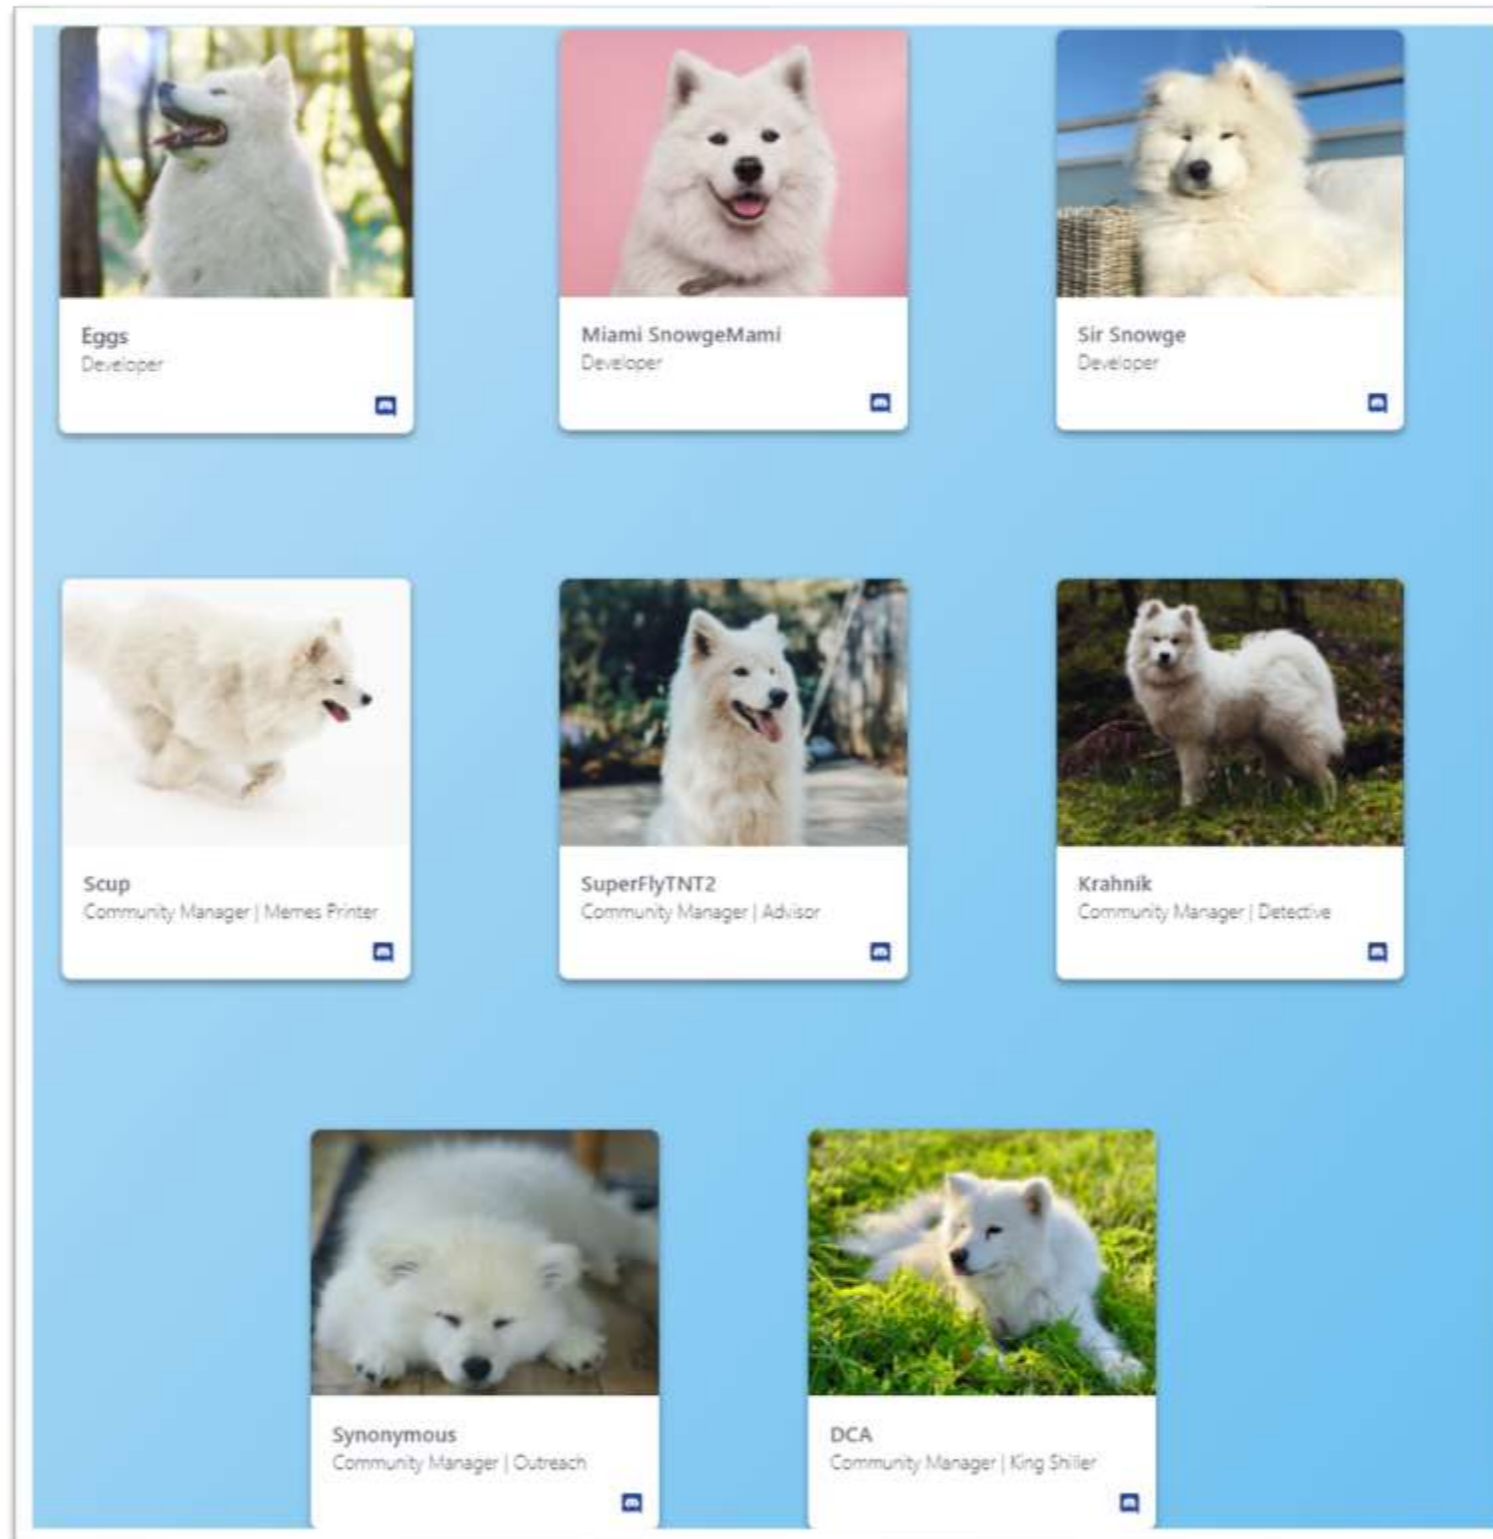 Eggs
Developer
Miami SnowgeMami
Developer
Sir Snowge
Developer
Scup
Community Manager | Memes Printer
SuperFlyTNT2
Community Manager | Advisor
Krahnik
Community Manager | Detective
Synonymous
Community Manager | Outreach
DCA
Community Manager | King Shiller